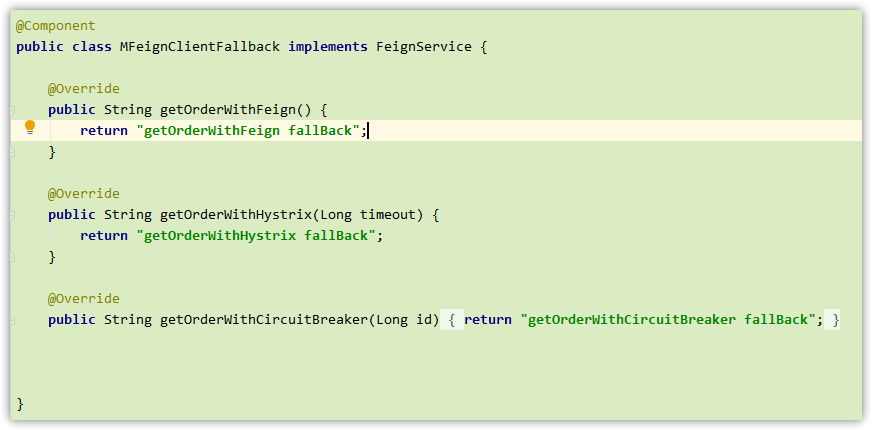 @Component
public class MFeignClientFallback implements FeignService {
@Override
public String getOrderWithFeign() {
return "getOrderWithFeign fallBack";
}
@Override
public String getOrderWithHystrix(Long timeout) {
return "getOrderWithHystrix fallBack";
}
@Override
public String getOrderWithCircuitBreaker(Long id) { return "getOrderWithCircuitBreaker fallBack"; }
}